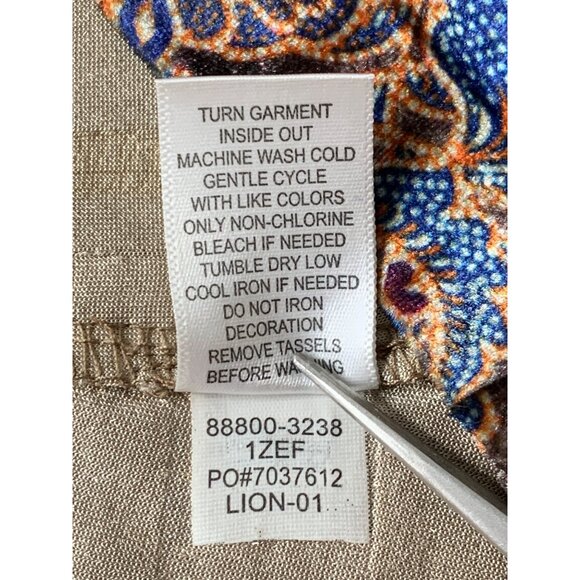 TURN GARMENT
INSIDE OUT
MACHINE WASH COLD
GENTLE CYCLE
WITH LIKE COLORS
ONLY NON-CHLORINE
BLEACH IF NEEDED
TUMBLE DRY LOW
COOL IRON IF NEEDED
DO NOT IRON
DECORATION
REMOVE TASSELS
BEFORE WASHING
88800-3238
1ZEF
PO#7037612
LION-01